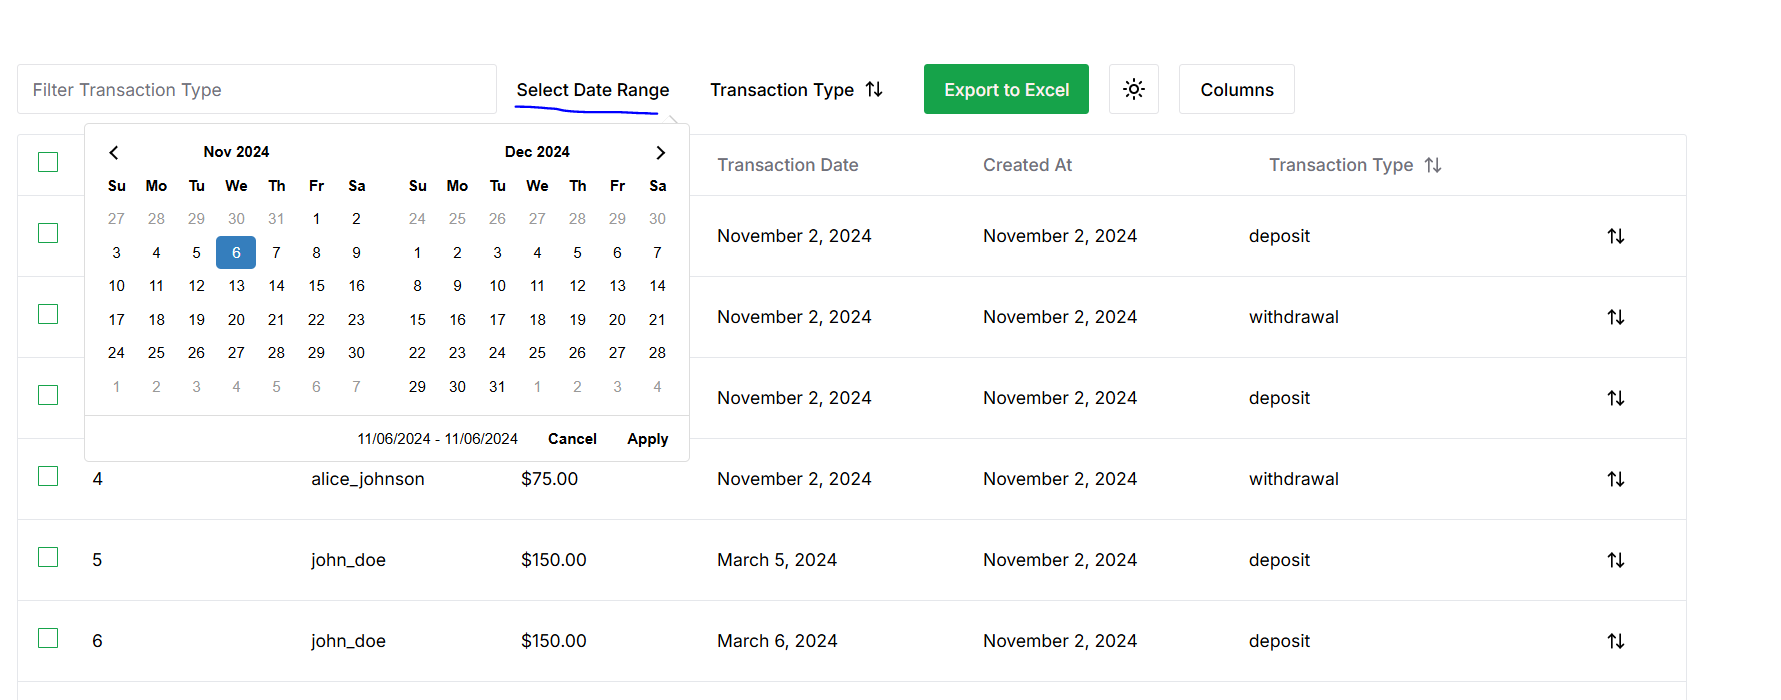 Filter Transaction Type Select Date Range Transaction Type Export to Excel Columns
Nov 2024 Dec 2024
Su Mo Tu We Th Fr Sa Su Mo Tu We Th Fr Sa
27 28 29 30 31 1 2 24 25 26 27 28 29 30
3 4 5 6 7 8 9 1 2 3 4 5 6 7
10 11 12 13 14 15 16 8 9 10 11 12 13 14
17 18 19 20 21 22 23 15 16 17 18 19 20 21
24 25 26 27 28 29 30 22 23 24 25 26 27 28
1 2 3 4 5 6 7 29 30 31 1 2 3 4
11/06/2024 - 11/06/2024 Cancel Apply
Transaction Date Created At Transaction Type
November 2, 2024 November 2, 2024 deposit
November 2, 2024 November 2, 2024 withdrawal
November 2, 2024 November 2, 2024 deposit
4 alice_johnson $75.00 November 2, 2024 November 2, 2024 withdrawal
5 john_doe $150.00 March 5, 2024 November 2, 2024 deposit
6 john_doe $150.00 March 6, 2024 November 2, 2024 deposit